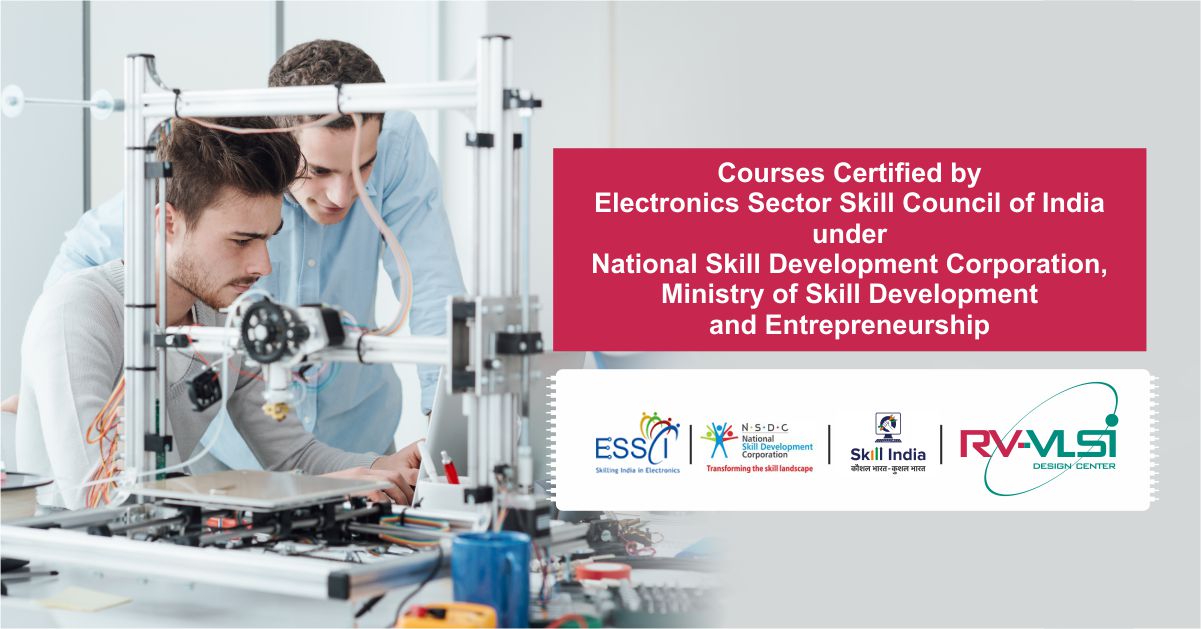 Courses Certified by
Electronics Sector Skill Council of India
under
National Skill Development Corporation,
Ministry of Skill Development
and Entrepreneurship
ESSCI
Skilling India in Electronics
N·S·D·C
National
Skill Development
Corporation
Transforming the skill landscape
Skill India
कौशल भारत - कुशल भारत
RV-VLSI
DESIGN CENTER